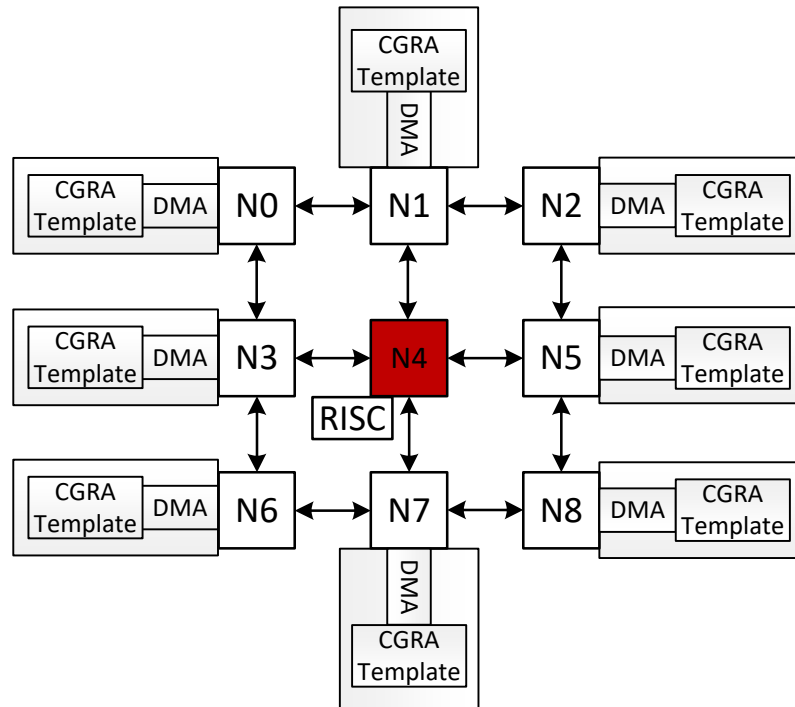 CGRA
Template
DMA
CGRA
Template
DMA
N0
N1
N2
DMA
CGRA
Template
CGRA
Template
DMA
N3
N4
N5
DMA
CGRA
Template
RISC
CGRA
Template
DMA
N6
N7
N8
DMA
CGRA
Template
DMA
CGRA
Template